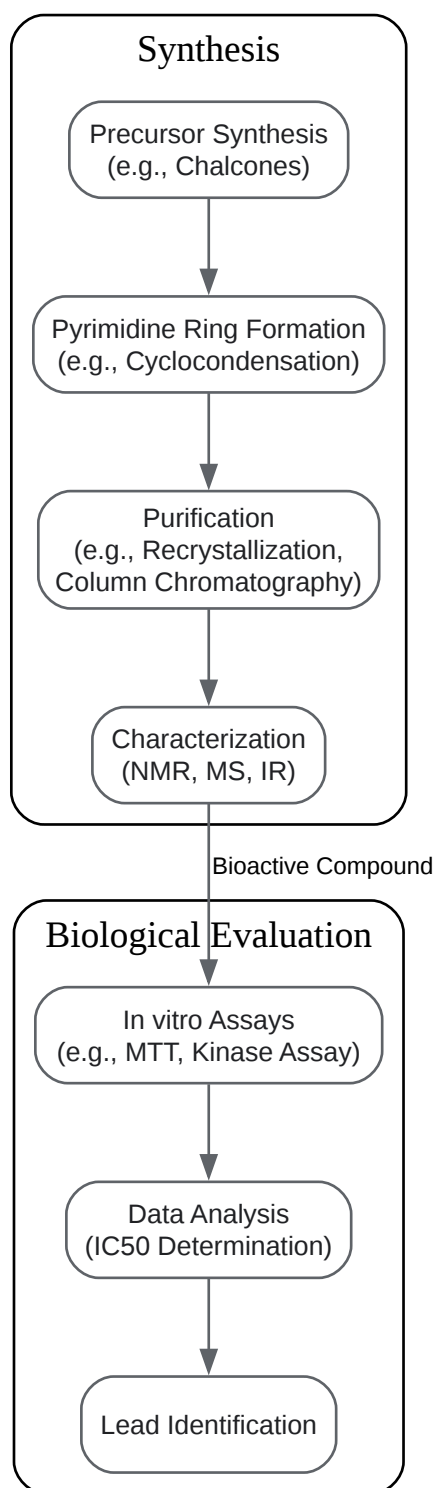 Synthesis
Precursor Synthesis
(e.g., Chalcones)
Pyrimidine Ring Formation
(e.g., Cyclocondensation)
Purification
(e.g., Recrystallization,
Column Chromatography)
Characterization
(NMR, MS, IR)
Bioactive Compound
Biological Evaluation
In vitro Assays
(e.g., MTT, Kinase Assay)
Data Analysis
(IC50 Determination)
Lead Identification